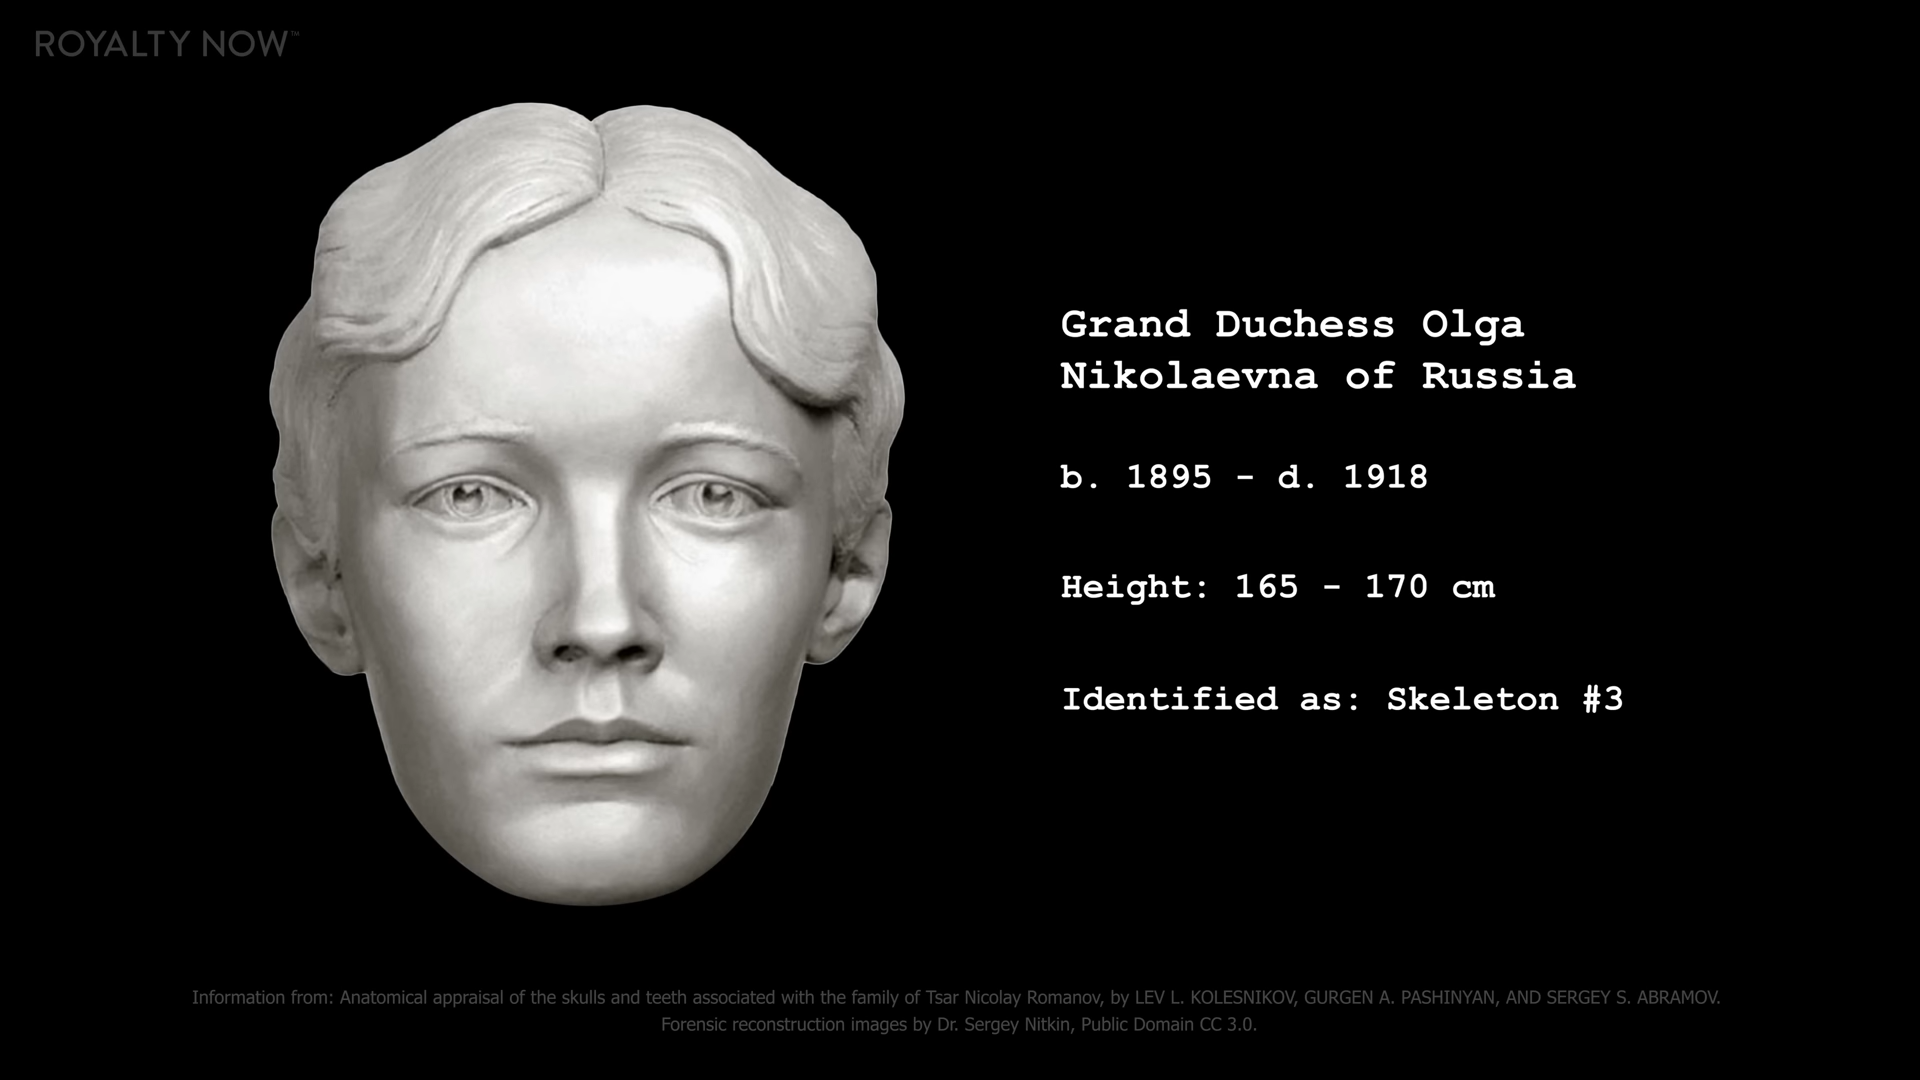 ROYALTY NOW™
Grand Duchess Olga
Nikolaevna of Russia
b. 1895 - d. 1918
Height: 165 - 170 cm
Identified as: Skeleton #3
Information from: Anatomical appraisal of the skulls and teeth associated with the family of Tsar Nicolay Romanov, by LEV L. KOLESNIKOV, GURGEN A. PASHINYAN, AND SERGEY S. ABRAMOV.
Forensic reconstruction images by Dr. Sergey Nitkin, Public Domain CC 3.0.